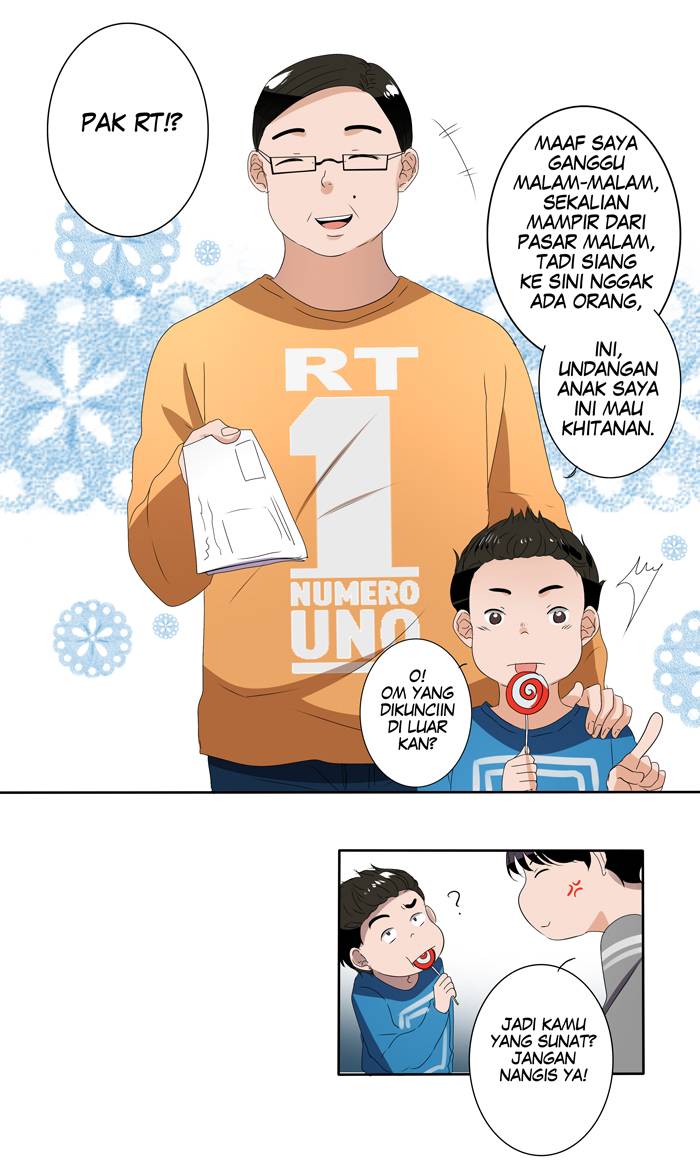 PAK RT!?
MAAF SAYA
GANGGU
MALAM-MALAM,
SEKALIAN
MAMPIR DARI
PASAR MALAM,
TADI SIANG
KE SINI NGGAK
ADA ORANG,
INI,
UNDANGAN
ANAK SAYA
INI MAU
KHITANAN.
RT
1
NUMERO
UNO
O!
OM YANG
DIKUNCIIN
DI LUAR
KAN?
?
JADI KAMU
YANG SUNAT?
JANGAN
NANGIS YA!